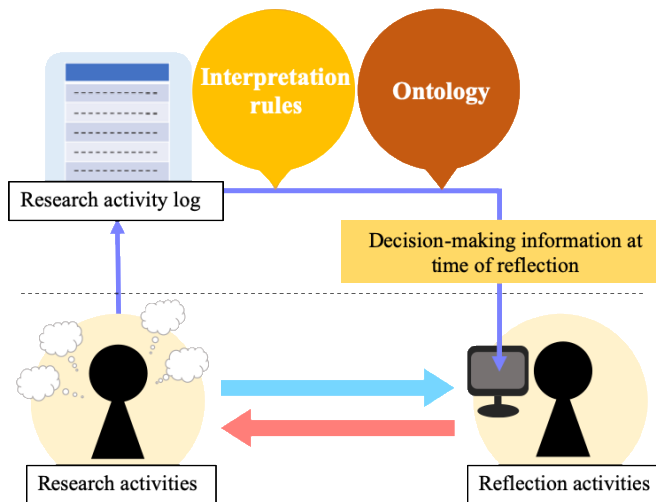 Interpretation
rules
Ontology
Research activity log
Decision-making information at
time of reflection
Research activities
Reflection activities